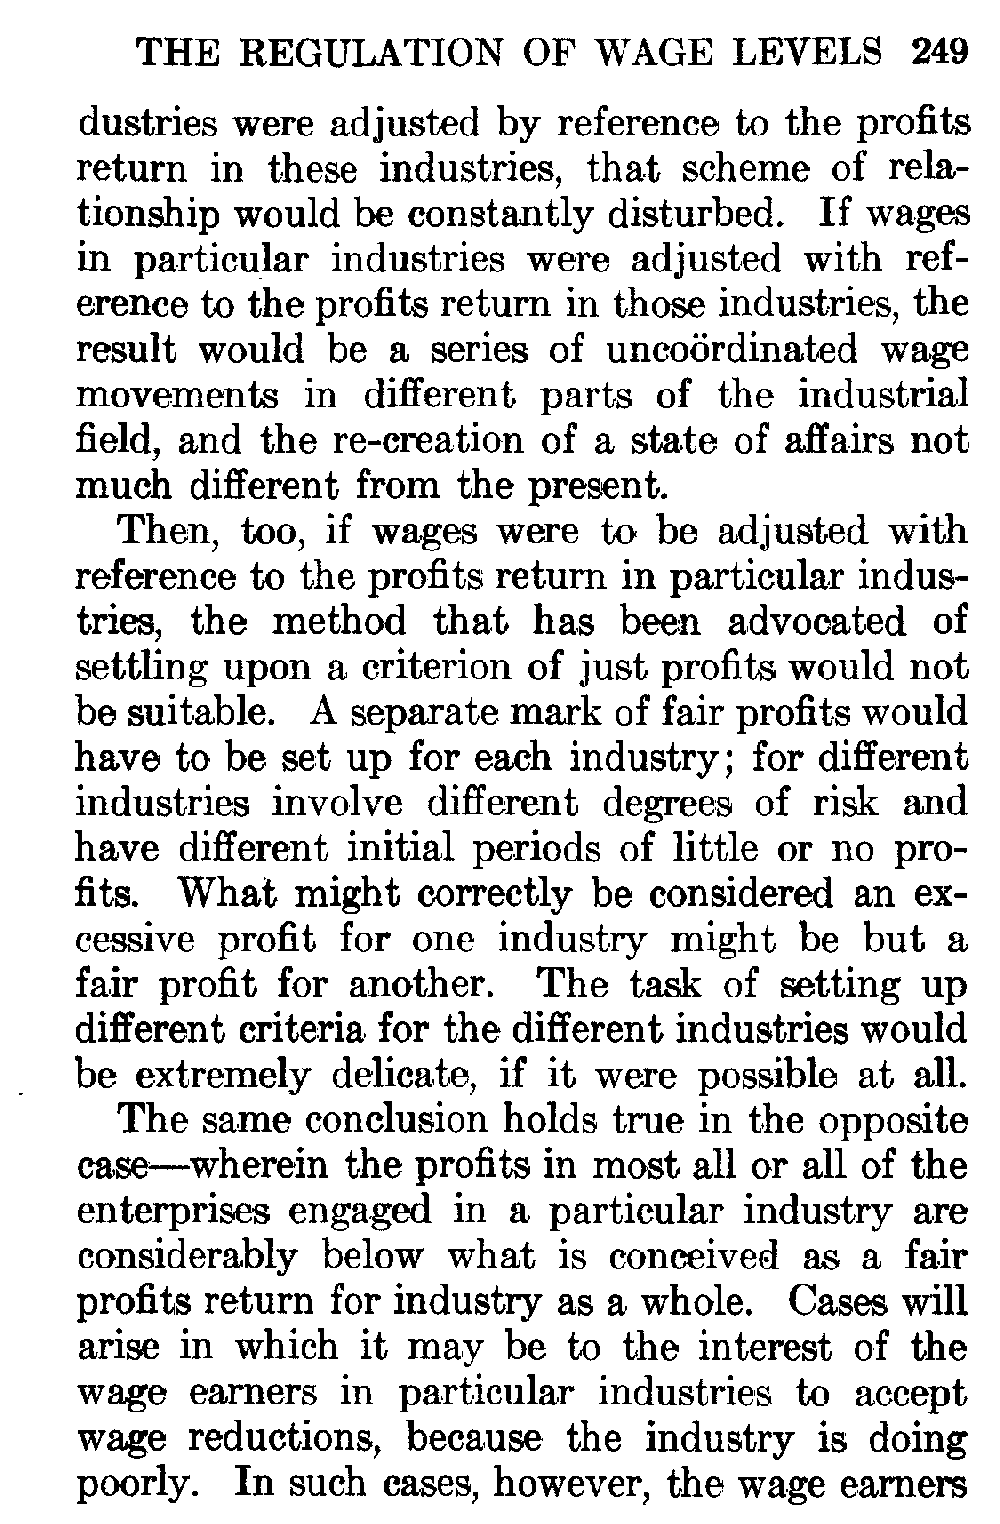 THE REGULATION OF WAGE LEVELS 249
dustries were adjusted by reference to the profits
return in these industries, that scheme of rela-
tionship would be constantly disturbed. If wages
in particular industries were adjusted with ref-
erence to the profits return in those industries, the
result would be a series of uncoördinated wage
movements in different parts of the industrial
field, and the re-creation of a state of affairs not
much different from the present.
Then, too, if wages were to be adjusted with
reference to the profits return in particular indus-
tries, the method that has been advocated of
settling upon a criterion of just profits would not
be suitable. A separate mark of fair profits would
have to be set up for each industry; for different
industries involve different degrees of risk and
have different initial periods of little or no pro-
fits. What might correctly be considered an ex-
cessive profit for one industry might be but a
fair profit for another. The task of setting up
different criteria for the different industries would
be extremely delicate, if it were possible at all.
The same conclusion holds true in the opposite
case—wherein the profits in most all or all of the
enterprises engaged in a particular industry are
considerably below what is conceived as a fair
profits return for industry as a whole. Cases will
arise in which it may be to the interest of the
wage earners in particular industries to accept
wage reductions, because the industry is doing
poorly. In such cases, however, the wage earners